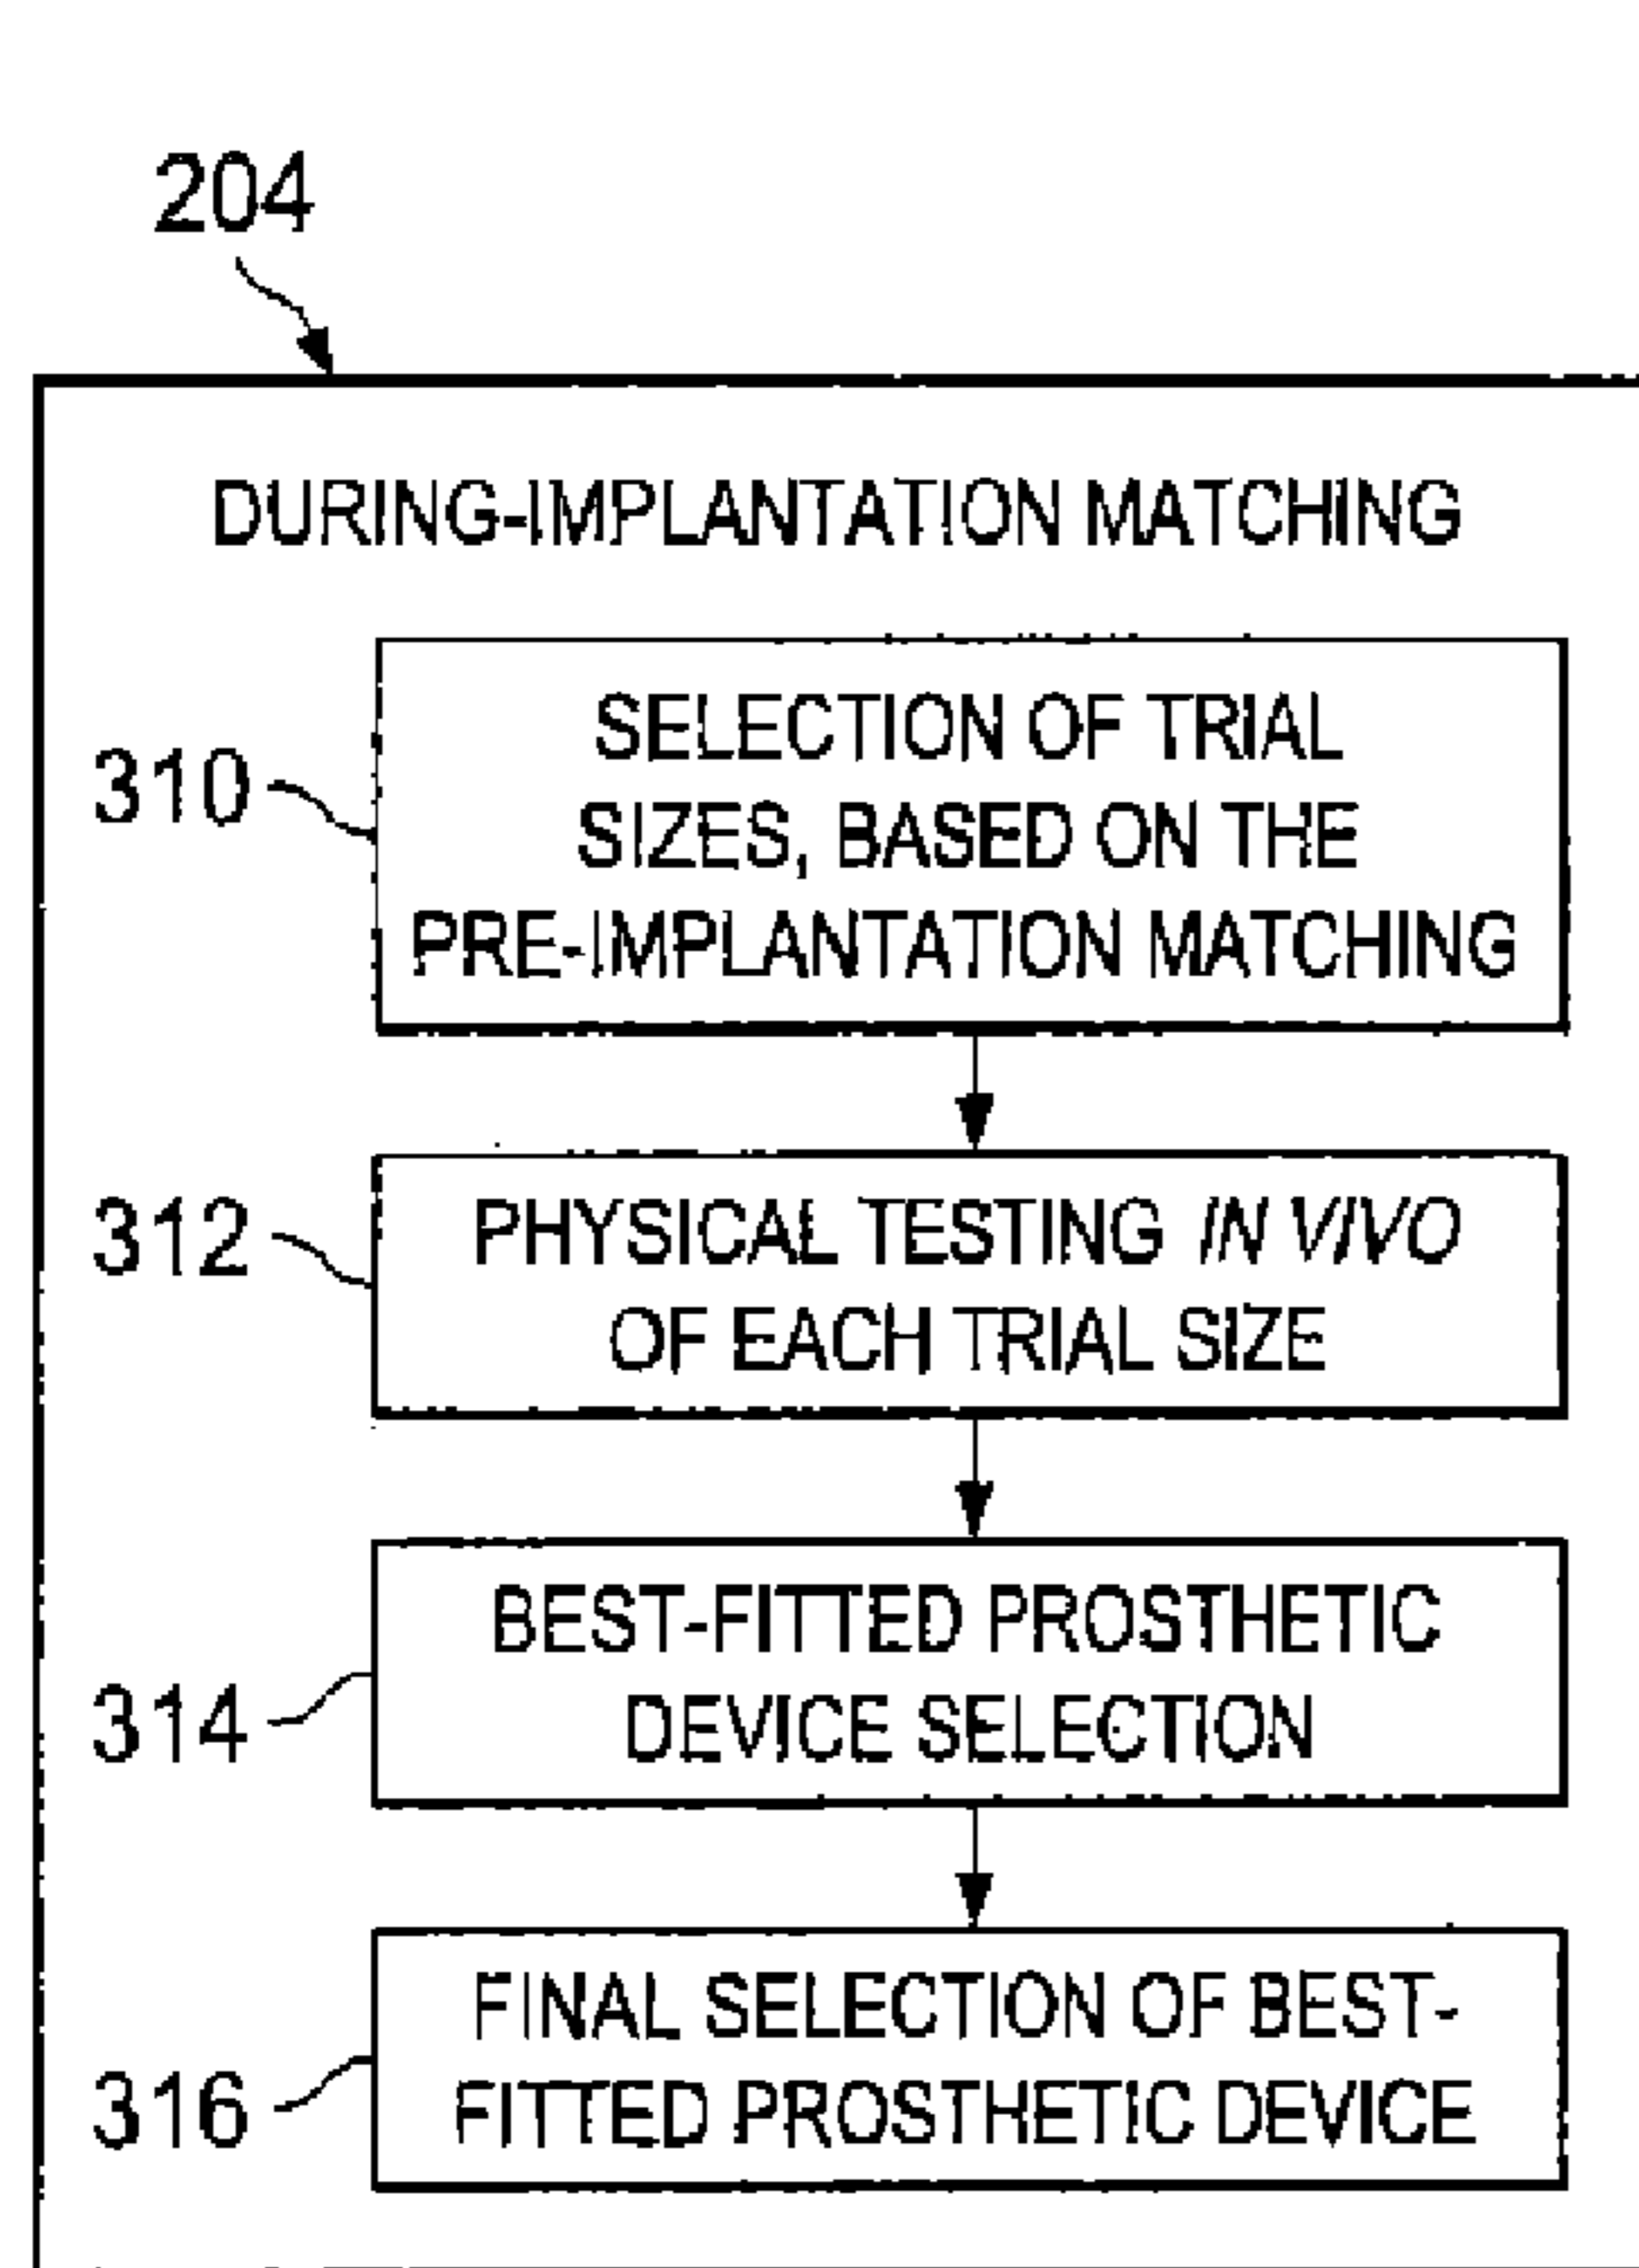 204
DURING-IMPLANTATION MATCHING
310
SELECTION OF TRIAL
SIZES, BASED ON THE
PRE-IMPLANTATION MATCHING
312
PHYSICAL TESTING IN VIVO
OF EACH TRIAL SIZE
314
BEST-FITTED PROSTHETIC
DEVICE SELECTION
316
FINAL SELECTION OF BEST-
FITTED PROSTHETIC DEVICE